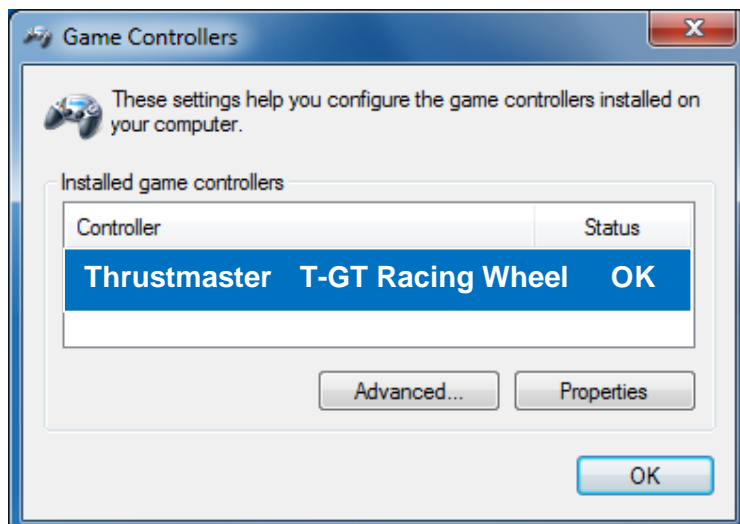 Game Controllers
These settings help you configure the game controllers installed on
your computer.
Installed game controllers
Controller Status
Thrustmaster T-GT Racing Wheel OK
Advanced... Properties
OK